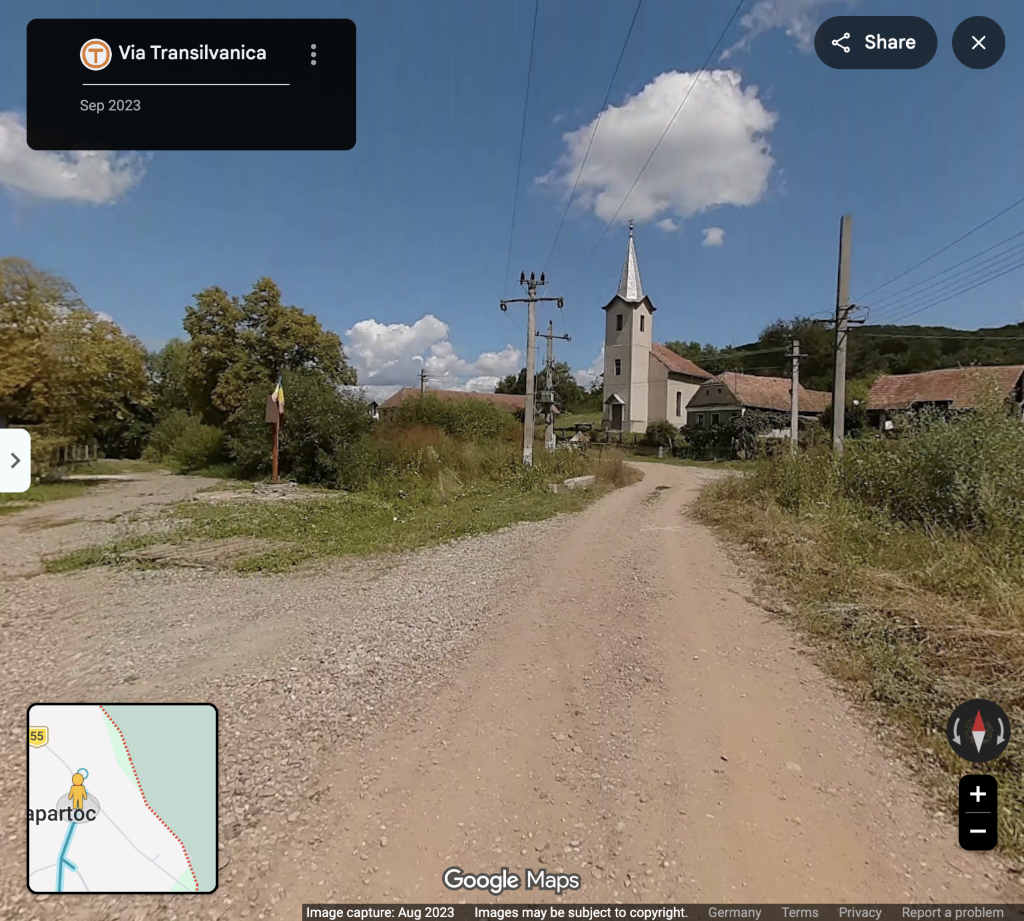 Via Transilvanica
Sep 2023
Share
55
apartoc
Google Maps
Image capture: Aug 2023 Images may be subject to copyright. Germany Terms Privacy Report a problem